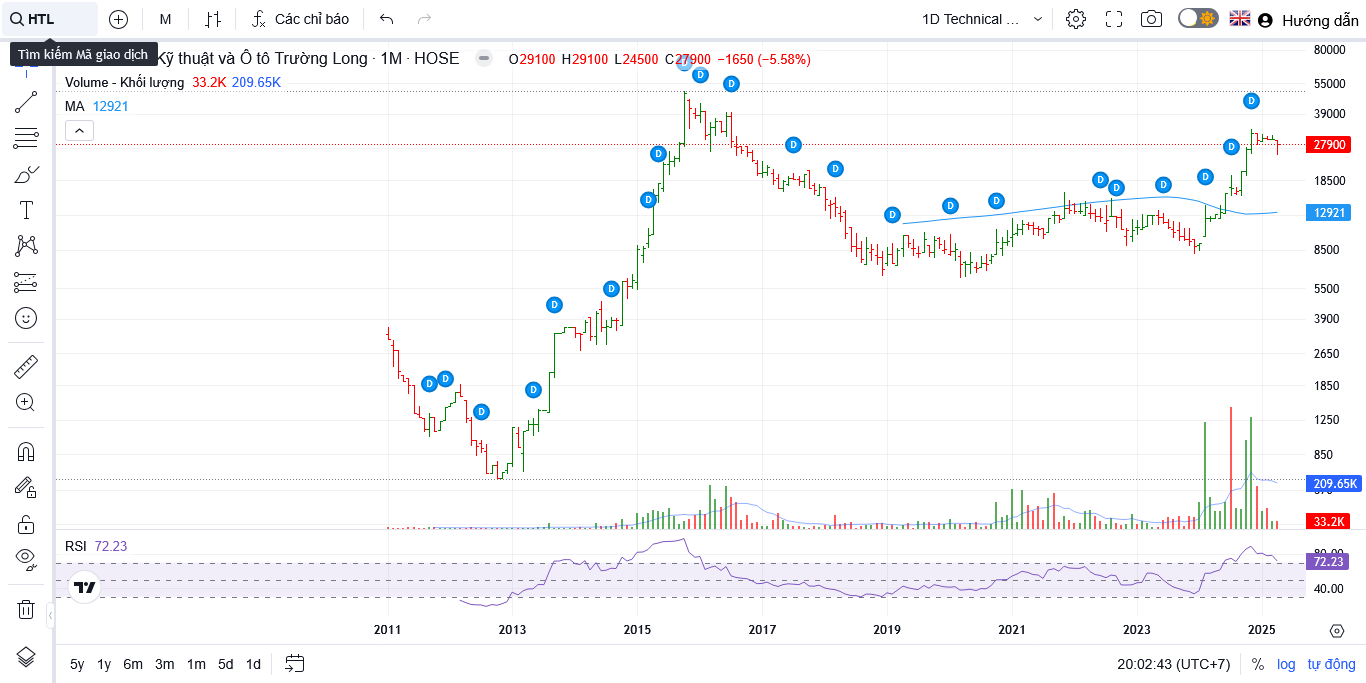 HTL
M
Các chỉ báo
1D Technical ...
Hướng dẫn
Tìm kiếm Mã giao dịch
Kỹ thuật và Ô tô Trường Long · 1M · HOSE
O29100 H29100 L24500 C27900 −1650 (−5.58%)
Volume - Khối lượng 33.2K 209.65K
MA 12921
80000
55000
39000
27900
18500
12921
8500
5500
3900
2650
1850
1250
850
209.65K
33.2K
D D D D D D D D D D D D D D D D D D D D D D
RSI 72.23
80.00
72.23
40.00
2011 2013 2015 2017 2019 2021 2023 2025
5y 1y 6m 3m 1m 5d 1d
20:02:43 (UTC+7) % log tự động